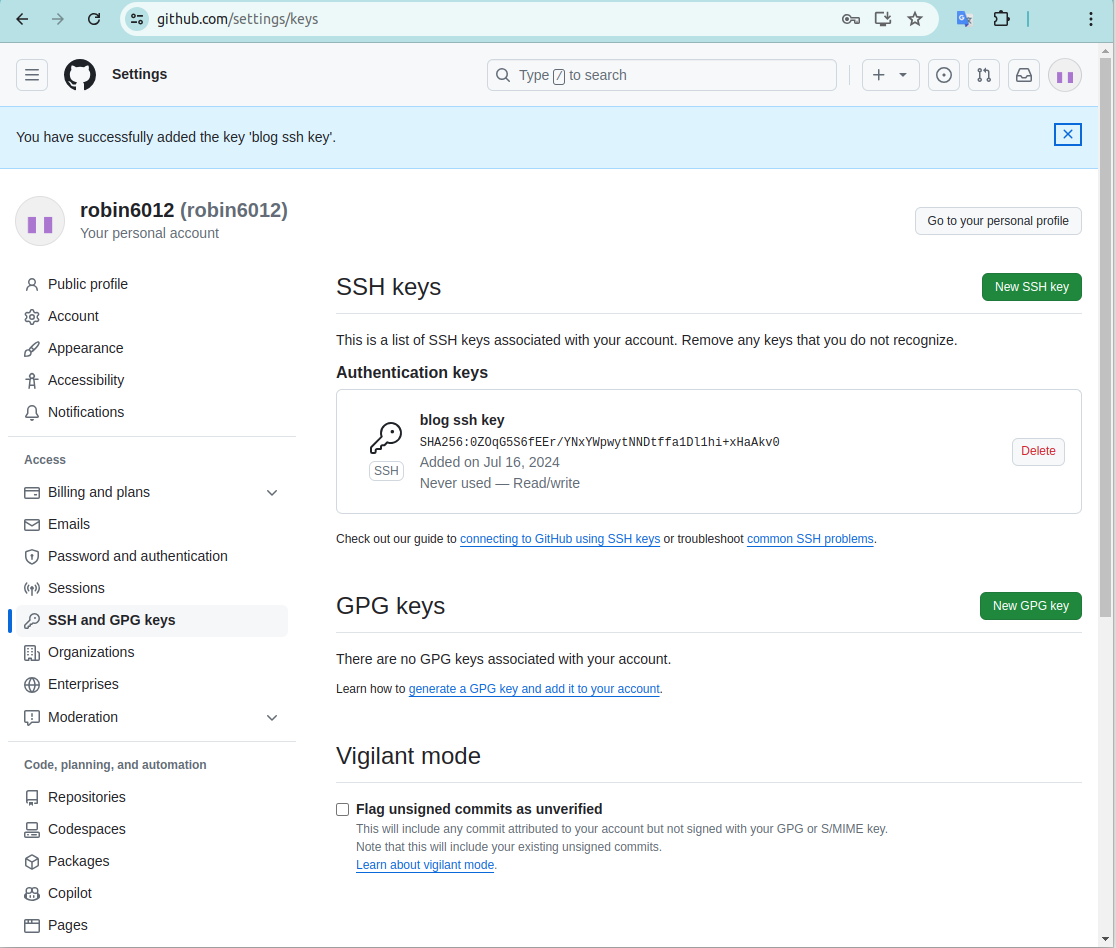 github.com/settings/keys
Settings
Type / to search
You have successfully added the key 'blog ssh key'.
robin6012 (robin6012)
Your personal account
Go to your personal profile
Public profile
Account
Appearance
Accessibility
Notifications
Access
Billing and plans
Emails
Password and authentication
Sessions
SSH and GPG keys
Organizations
Enterprises
Moderation
Code, planning, and automation
Repositories
Codespaces
Packages
Copilot
Pages
SSH keys
New SSH key
This is a list of SSH keys associated with your account. Remove any keys that you do not recognize.
Authentication keys
blog ssh key
SHA256:0ZOqG5S6fEEr/YNxYWpwytNNDtffa1Dl1hi+xHaAkv0
SSH
Added on Jul 16, 2024
Never used — Read/write
Delete
Check out our guide to connecting to GitHub using SSH keys or troubleshoot common SSH problems.
GPG keys
New GPG key
There are no GPG keys associated with your account.
Learn how to generate a GPG key and add it to your account.
Vigilant mode
Flag unsigned commits as unverified
This will include any commit attributed to your account but not signed with your GPG or S/MIME key.
Note that this will include your existing unsigned commits.
Learn about vigilant mode.